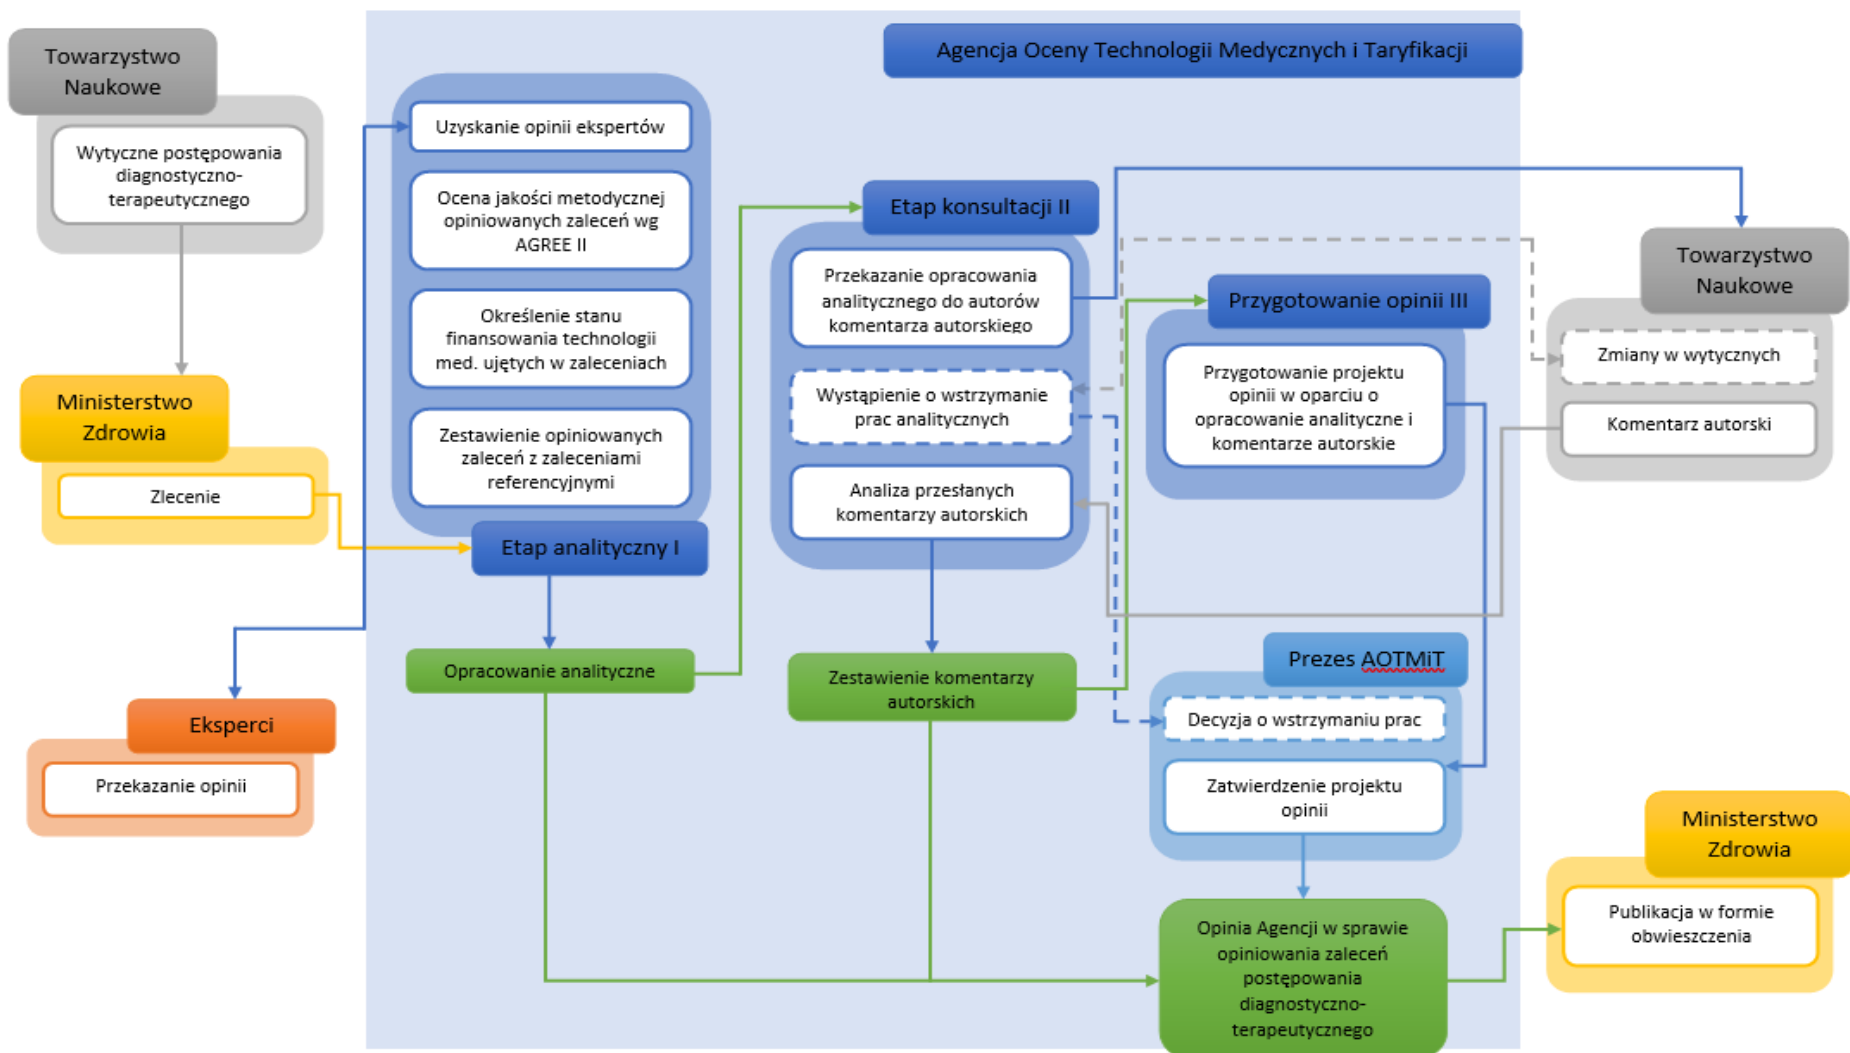 Agencja Oceny Technologii Medycznych i Taryfikacji
Towarzystwo
Naukowe
Wytyczne postępowania
diagnostyczno-
terapeutycznego
Ministerstwo
Zdrowia
Zlecenie
Uzyskanie opinii ekspertów
Ocena jakości metodycznej
opiniowanych zaleceń wg
AGREE II
Określenie stanu
finansowania technologii
med. ujętych w zaleceniach
Zestawienie opiniowanych
zaleceń z zaleceniami
referencyjnymi
Etap analityczny I
Opracowanie analityczne
Eksperci
Przekazanie opinii
Etap konsultacji II
Przekazanie opracowania
analitycznego do autorów
komentarza autorskiego
Wystąpienie o wstrzymanie
prac analitycznych
Analiza przesłanych
komentarzy autorskich
Zestawienie komentarzy
autorskich
Przygotowanie opinii III
Przygotowanie projektu
opinii w oparciu o
opracowanie analityczne i
komentarze autorskie
Towarzystwo
Naukowe
Zmiany w wytycznych
Komentarz autorski
Prezes AOTMiT
Decyzja o wstrzymaniu prac
Zatwierdzenie projektu
opinii
Opinia Agencji w sprawie
opiniowania zaleceń
postępowania
diagnostyczno-
terapeutycznego
Ministerstwo
Zdrowia
Publikacja w formie
obwieszczenia